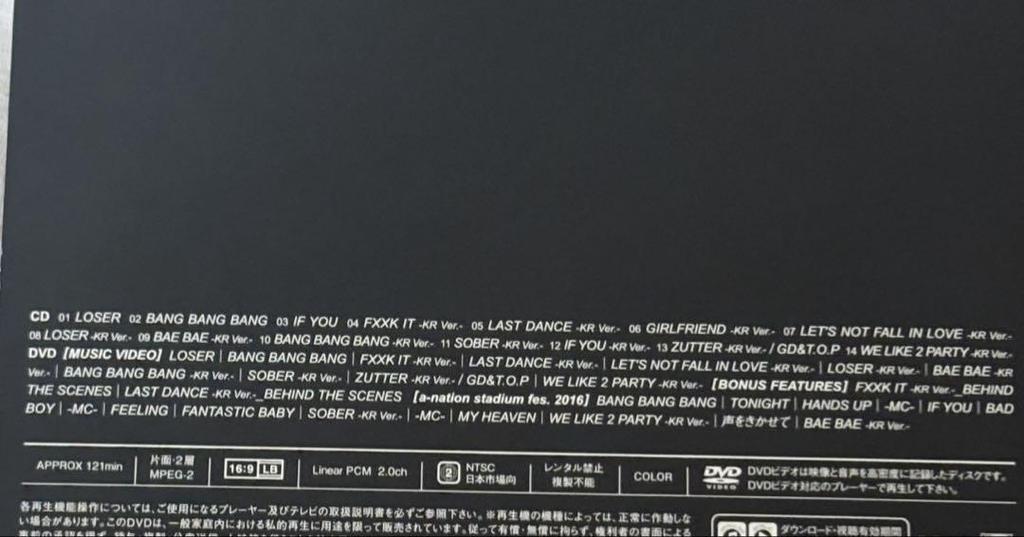 CD 01 LOSER 02 BANG BANG BANG 03 IF YOU 04 FXXK IT -KR Ver.- 05 LAST DANCE -KR Ver.- 06 GIRLFRIEND -KR Ver.- 07 LET'S NOT FALL IN LOVE -KR Ver.-
08 LOSER -KR Ver.- 09 BAE BAE -KR Ver.- 10 BANG BANG BANG -KR Ver.- 11 SOBER -KR Ver.- 12 IF YOU -KR Ver.- 13 ZUTTER -KR Ver.- / GD&T.O.P 14 WE LIKE 2 PARTY -KR Ver.-
DVD [MUSIC VIDEO] LOSER | BANG BANG BANG | FXXK IT -KR Ver.- | LAST DANCE -KR Ver.- | LET'S NOT FALL IN LOVE -KR Ver.- | LOSER -KR Ver.- | BAE BAE -KR
Ver.- | BANG BANG BANG -KR Ver.- | SOBER -KR Ver.- | ZUTTER -KR Ver.- / GD&T.O.P | WE LIKE 2 PARTY -KR Ver.- [BONUS FEATURES] FXXK IT -KR Ver.-_BEHIND
THE SCENES | LAST DANCE -KR Ver.-_BEHIND THE SCENES [a-nation stadium fes. 2016] BANG BANG BANG | TONIGHT | HANDS UP | -MC- | IF YOU | BAD
BOY | -MC- | FEELING | FANTASTIC BABY | SOBER -KR Ver.- | -MC- | MY HEAVEN | WE LIKE 2 PARTY -KR Ver.- | 声をきかせて | BAE BAE -KR Ver.-
APPROX 121min | 片面・2層 MPEG-2 | 16:9 LB | Linear PCM 2.0ch | 2 NTSC 日本市場向 | レンタル禁止 複製不能 | COLOR | DVD VIDEO DVDビデオは映像と音声を高密度に記録したディスクです。
DVDビデオ対応のプレーヤーで再生して下さい。
各再生機能操作については、ご使用になるプレーヤー及びテレビの取扱説明書を必ずご参照下さい。※再生機の機種によっては、正常に作動しな
い場合があります。このDVDは、一般家庭内における私的再生に用途を限って販売されています。従って有償・無償に拘らず、権利者の書面による
ダウンロード・視聴有効期間